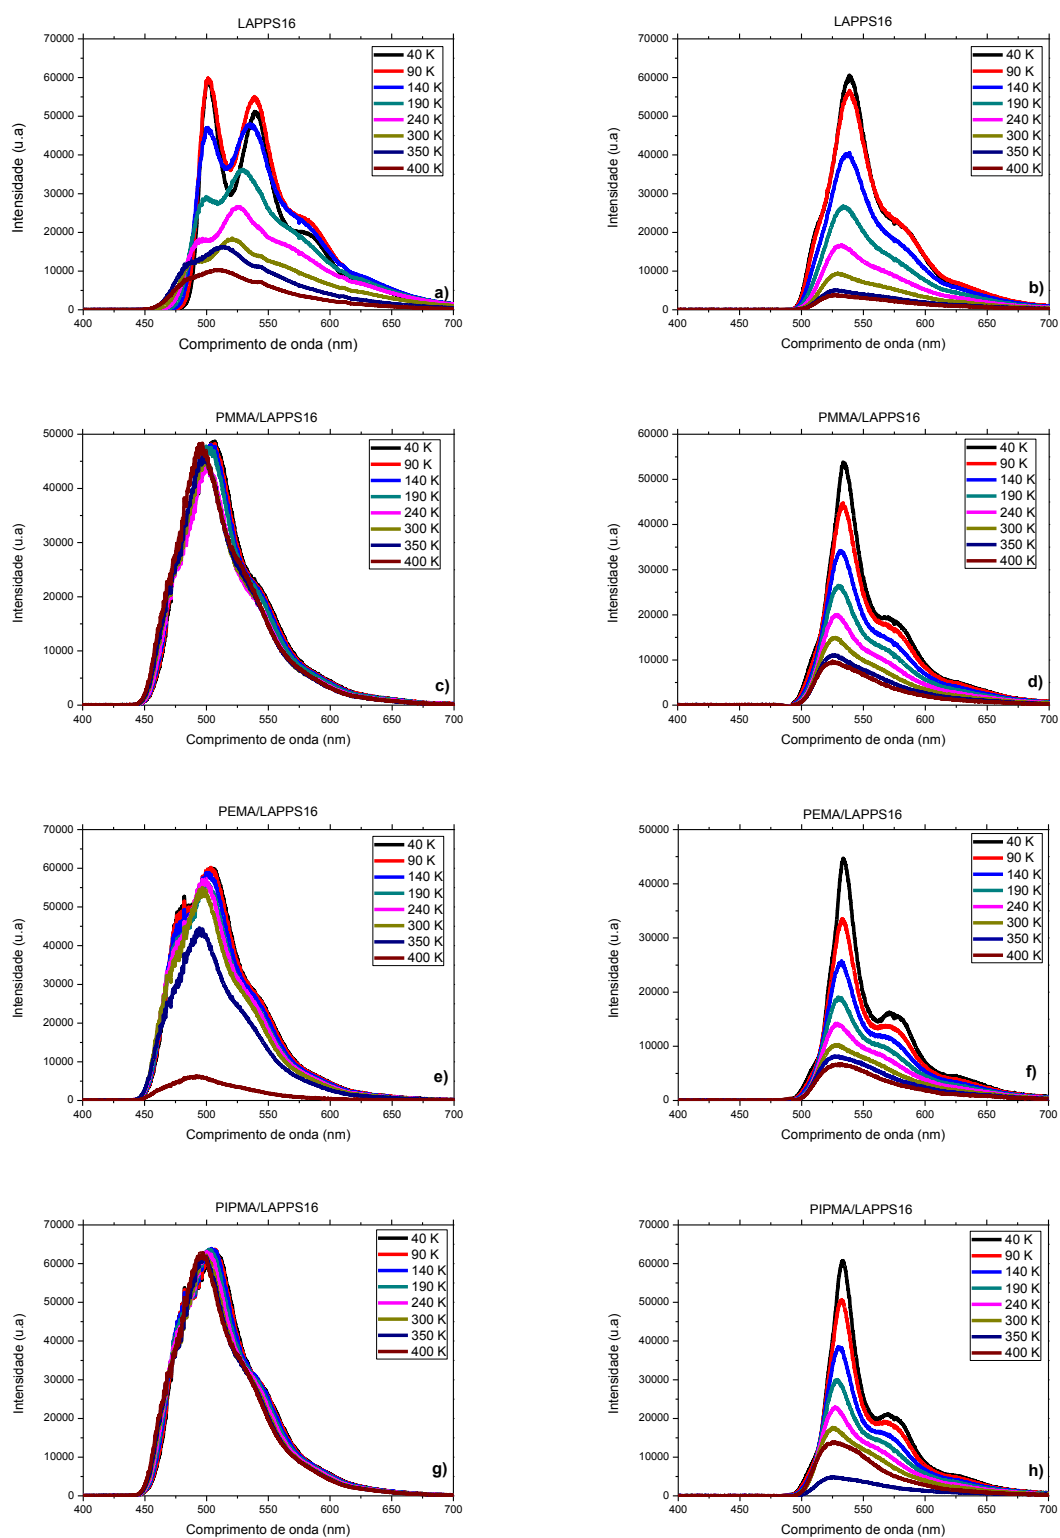 LAPPS16
70000
60000
50000
40000
30000
20000
10000
0
400 450 500 550 600 650 700
Intensidade (u.a)
Comprimento de onda (nm)
40 K
90 K
140 K
190 K
240 K
300 K
350 K
400 K
a)
LAPPS16
70000
60000
50000
40000
30000
20000
10000
0
400 450 500 550 600 650 700
Intensidade (u.a)
Comprimento de onda (nm)
40 K
90 K
140 K
190 K
240 K
300 K
350 K
400 K
b)
PMMA/LAPPS16
50000
40000
30000
20000
10000
0
400 450 500 550 600 650 700
Intensidade (u.a)
Comprimento de onda (nm)
40 K
90 K
140 K
190 K
240 K
300 K
350 K
400 K
c)
PMMA/LAPPS16
60000
50000
40000
30000
20000
10000
0
400 450 500 550 600 650 700
Intensidade (u.a)
Comprimento de onda (nm)
40 K
90 K
140 K
190 K
240 K
300 K
350 K
400 K
d)
PEMA/LAPPS16
70000
60000
50000
40000
30000
20000
10000
0
400 450 500 550 600 650 700
Intensidade (u.a)
Comprimento de onda (nm)
40 K
90 K
140 K
190 K
240 K
300 K
350 K
400 K
e)
PEMA/LAPPS16
50000
40000
30000
20000
10000
0
400 450 500 550 600 650 700
Intensidade (u.a)
Comprimento de onda (nm)
40 K
90 K
140 K
190 K
240 K
300 K
350 K
400 K
f)
PIPMA/LAPPS16
70000
60000
50000
40000
30000
20000
10000
0
400 450 500 550 600 650 700
Intensidade (u.a)
Comprimento de onda (nm)
40 K
90 K
140 K
190 K
240 K
300 K
350 K
400 K
g)
PIPMA/LAPPS16
70000
60000
50000
40000
30000
20000
10000
0
400 450 500 550 600 650 700
Intensidade (u.a)
Comprimento de onda (nm)
40 K
90 K
140 K
190 K
240 K
300 K
350 K
400 K
h)